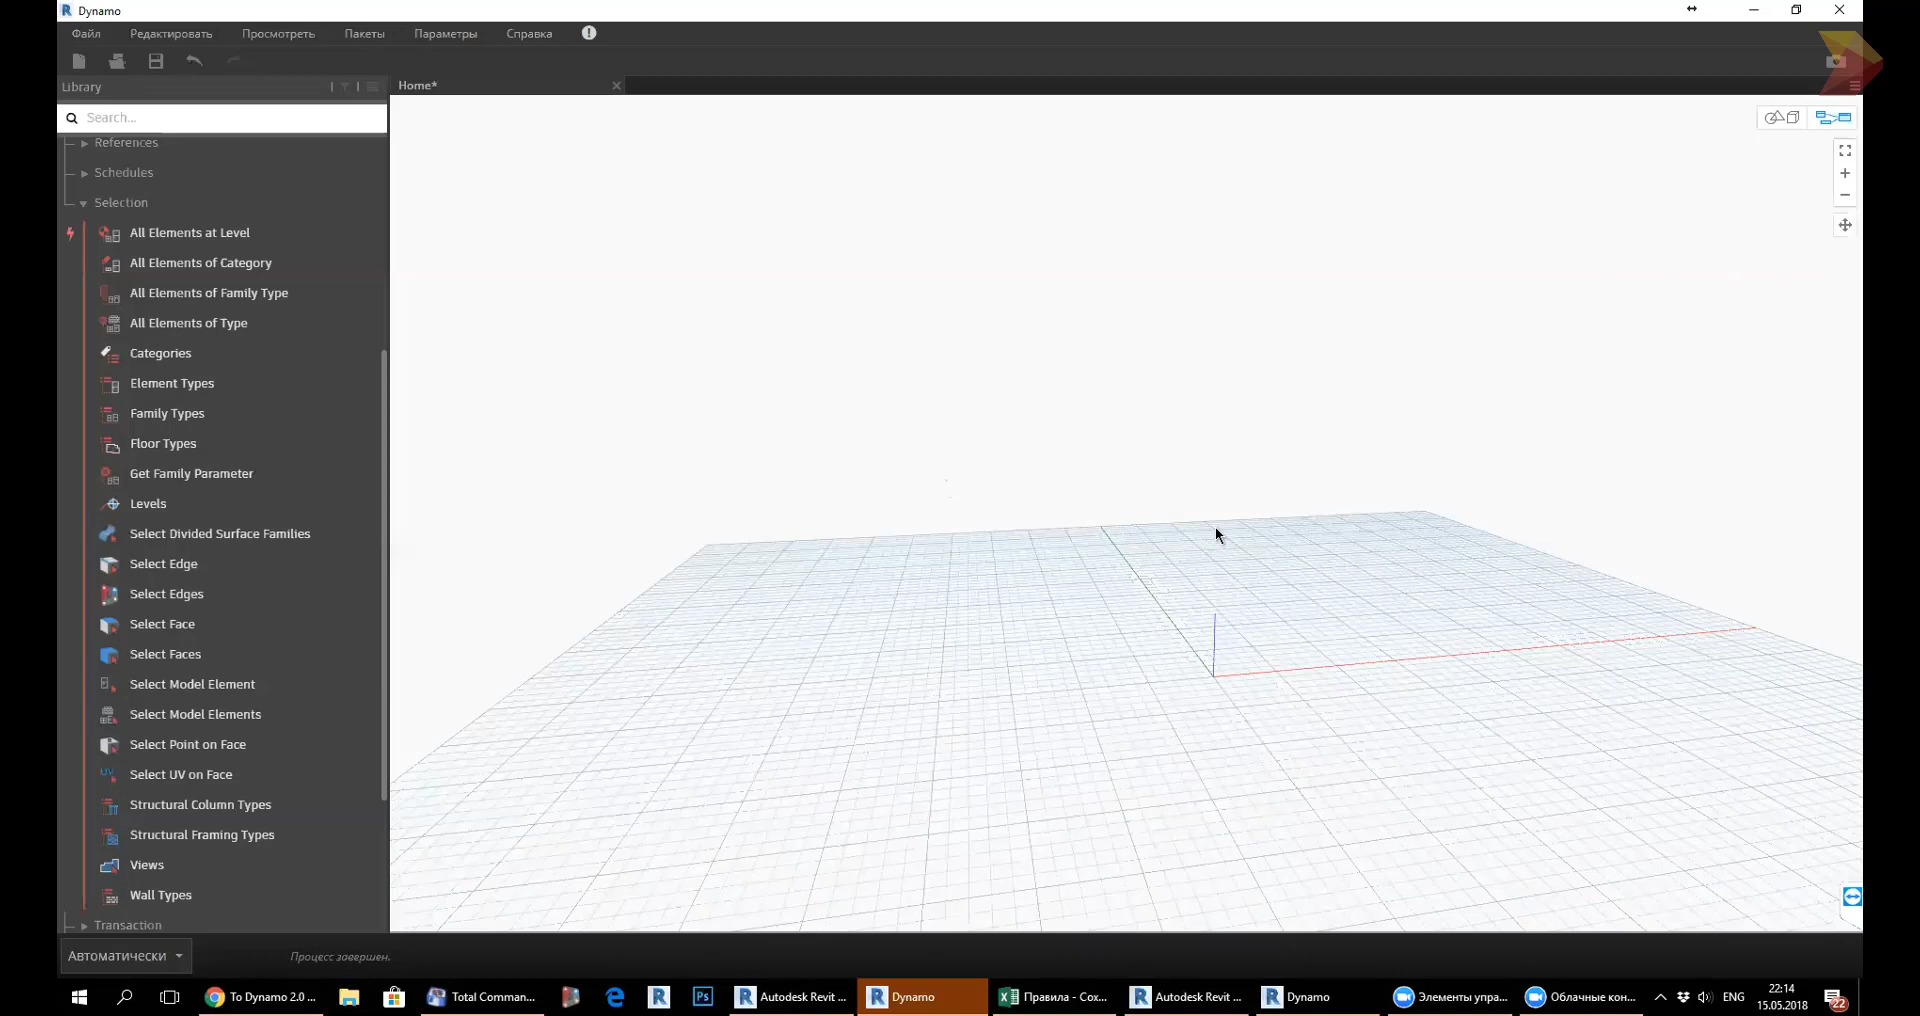 Dynamo
Файл Редактировать Просмотреть Пакеты Параметры Справка
Library
Home*
Search...
References
Schedules
Selection
All Elements at Level
All Elements of Category
All Elements of Family Type
All Elements of Type
Categories
Element Types
Family Types
Floor Types
Get Family Parameter
Levels
Select Divided Surface Families
Select Edge
Select Edges
Select Face
Select Faces
Select Model Element
Select Model Elements
Select Point on Face
Select UV on Face
Structural Column Types
Structural Framing Types
Views
Wall Types
Transaction
Автоматически Процесс завершен.
To Dynamo 2.0 ... Total Comman... Ps Autodesk Revit ... Dynamo Правила - Сох... Autodesk Revit ... Dynamo Элементы упра... Облачные кон... ENG 22:14
15.05.2018 22